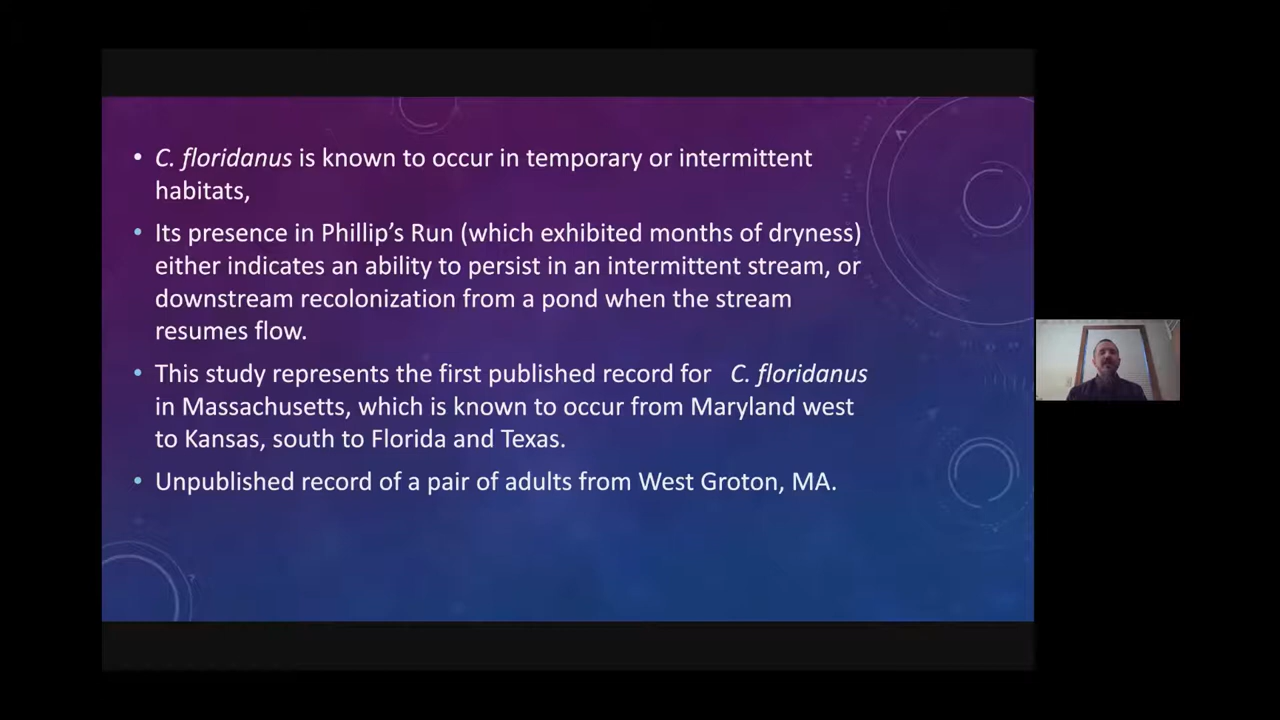 • C. floridanus is known to occur in temporary or intermittent
habitats,
• Its presence in Phillip’s Run (which exhibited months of dryness)
either indicates an ability to persist in an intermittent stream, or
downstream recolonization from a pond when the stream
resumes flow.
• This study represents the first published record for C. floridanus
in Massachusetts, which is known to occur from Maryland west
to Kansas, south to Florida and Texas.
• Unpublished record of a pair of adults from West Groton, MA.